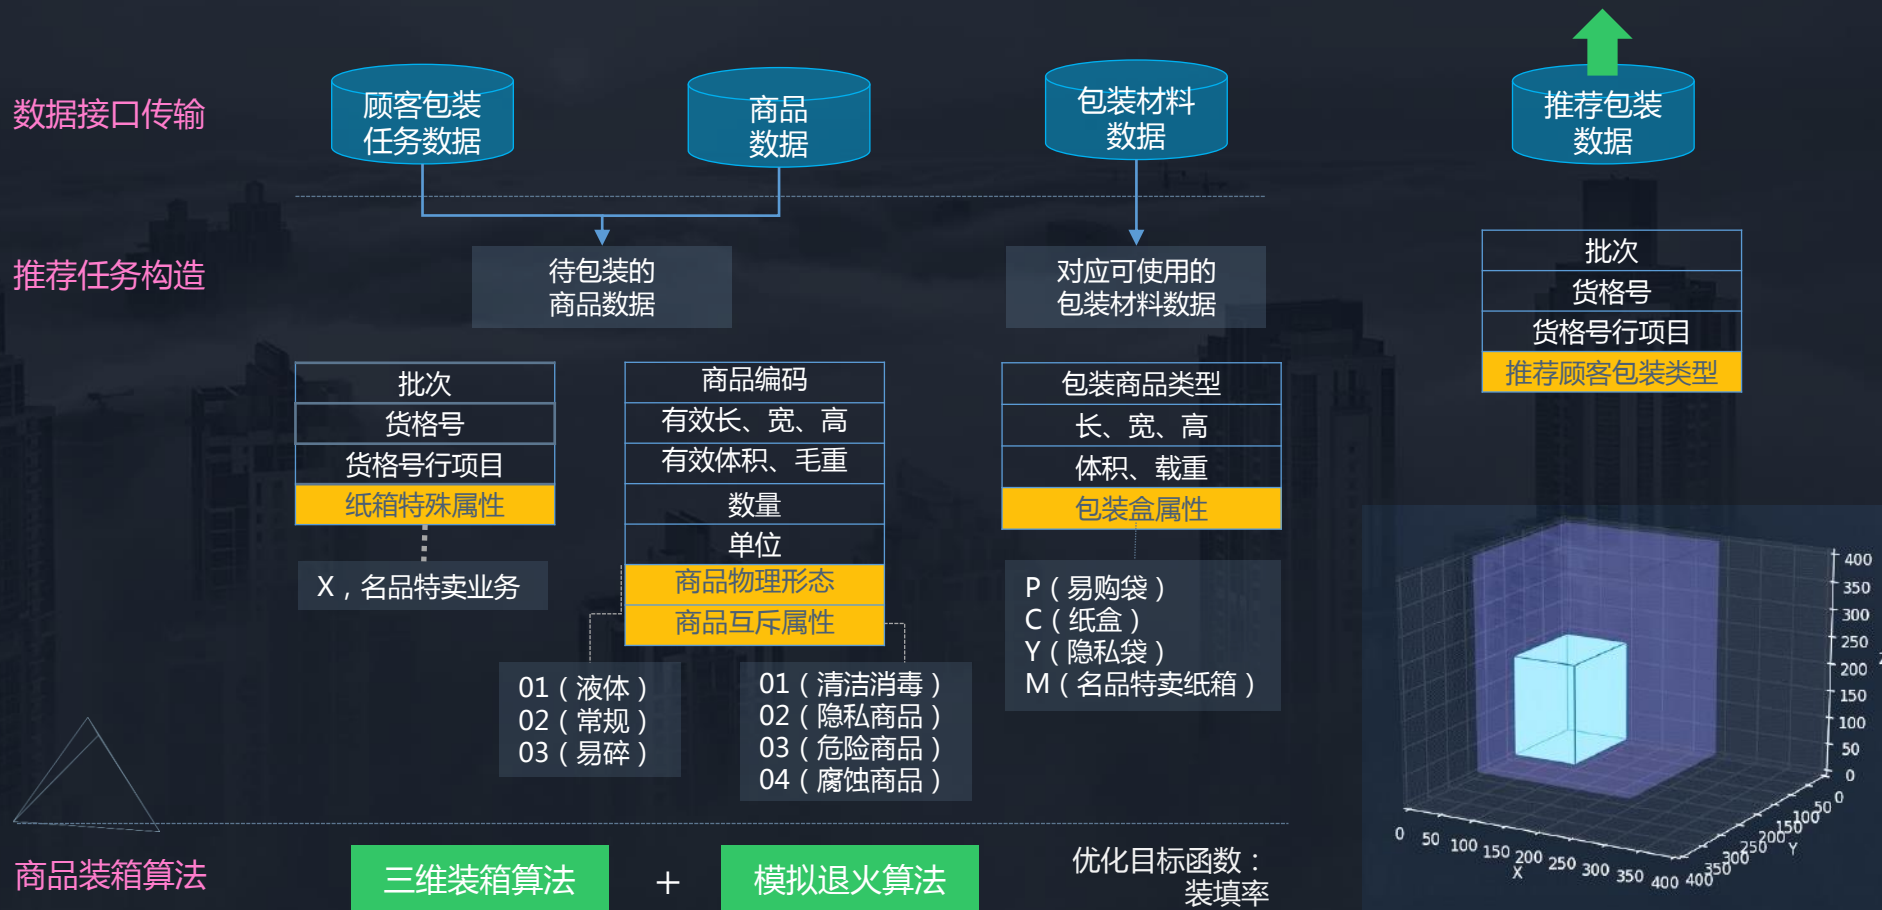 数据接口传输
顾客包装
任务数据
商品
数据
包装材料
数据
推荐包装
数据
推荐任务构造
待包装的
商品数据
对应可使用的
包装材料数据
批次
货格号
货格号行项目
纸箱特殊属性
X，名品特卖业务
商品编码
有效长、宽、高
有效体积、毛重
数量
单位
商品物理形态
商品互斥属性
01（液体）
02（常规）
03（易碎）
01（清洁消毒）
02（隐私商品）
03（危险商品）
04（腐蚀商品）
包装商品类型
长、宽、高
体积、载重
包装盒属性
P（易购袋）
C（纸盒）
Y（隐私袋）
M（名品特卖纸箱）
批次
货格号
货格号行项目
推荐顾客包装类型
400
350
300
250
200
150
100
50
0
0 50 100 150 200 250 300 350 400
X
400 350 300 250 200 150 100 50 0
Y
商品装箱算法
三维装箱算法
+
模拟退火算法
优化目标函数：
装填率